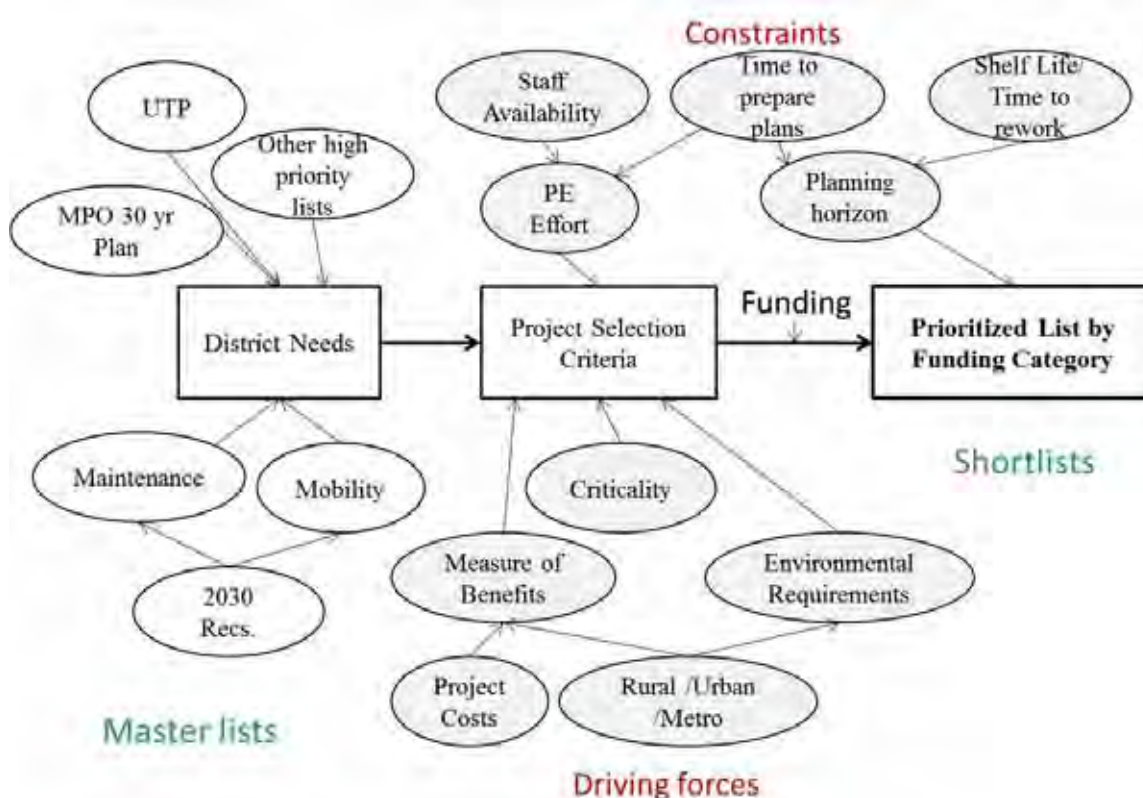 Constraints
UTP
Staff
Availability
Time to
prepare
plans
Shelf Life/
Time to
rework
Other high
priority
lists
MPO 30 yr
Plan
PE
Effort
Planning
horizon
District Needs
Project Selection
Criteria
Funding
Prioritized List by
Funding Category
Maintenance
Mobility
Criticality
Shortlists
2030
Recs.
Measure of
Benefits
Environmental
Requirements
Project
Costs
Rural /Urban
/Metro
Master lists
Driving forces